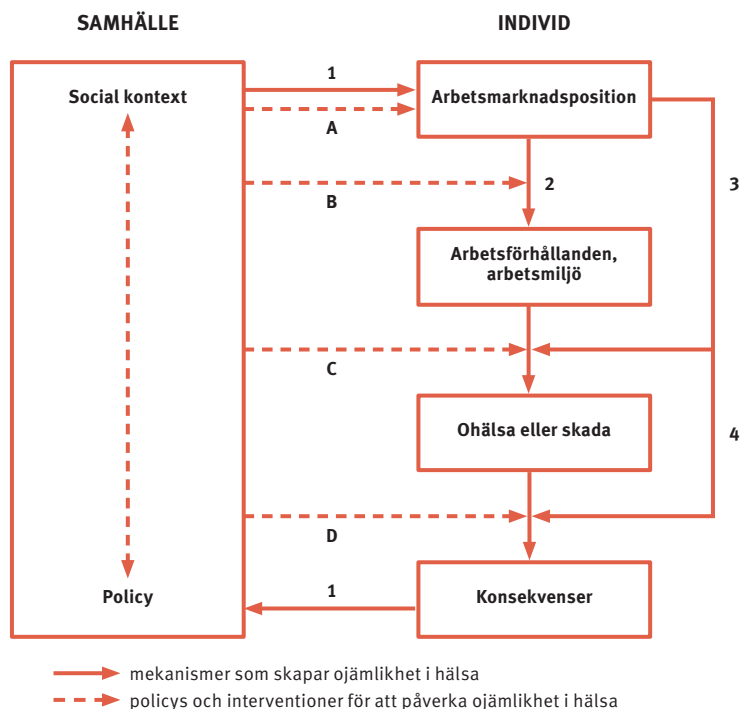 SAMHÄLLE
INDIVID
Social kontext
1
A
Arbetsmarknadsposition
B
2
3
Arbetsförhållanden,
arbetsmiljö
C
Ohälsa eller skada
4
D
Policy
1
Konsekvenser
mekanismer som skapar ojämlikhet i hälsa
policys och interventioner för att påverka ojämlikhet i hälsa